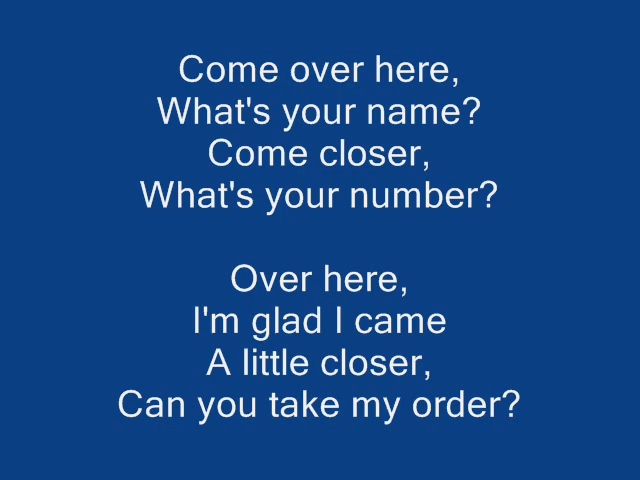 Come over here,
What's your name?
Come closer,
What's your number?
Over here,
I'm glad I came
A little closer,
Can you take my order?